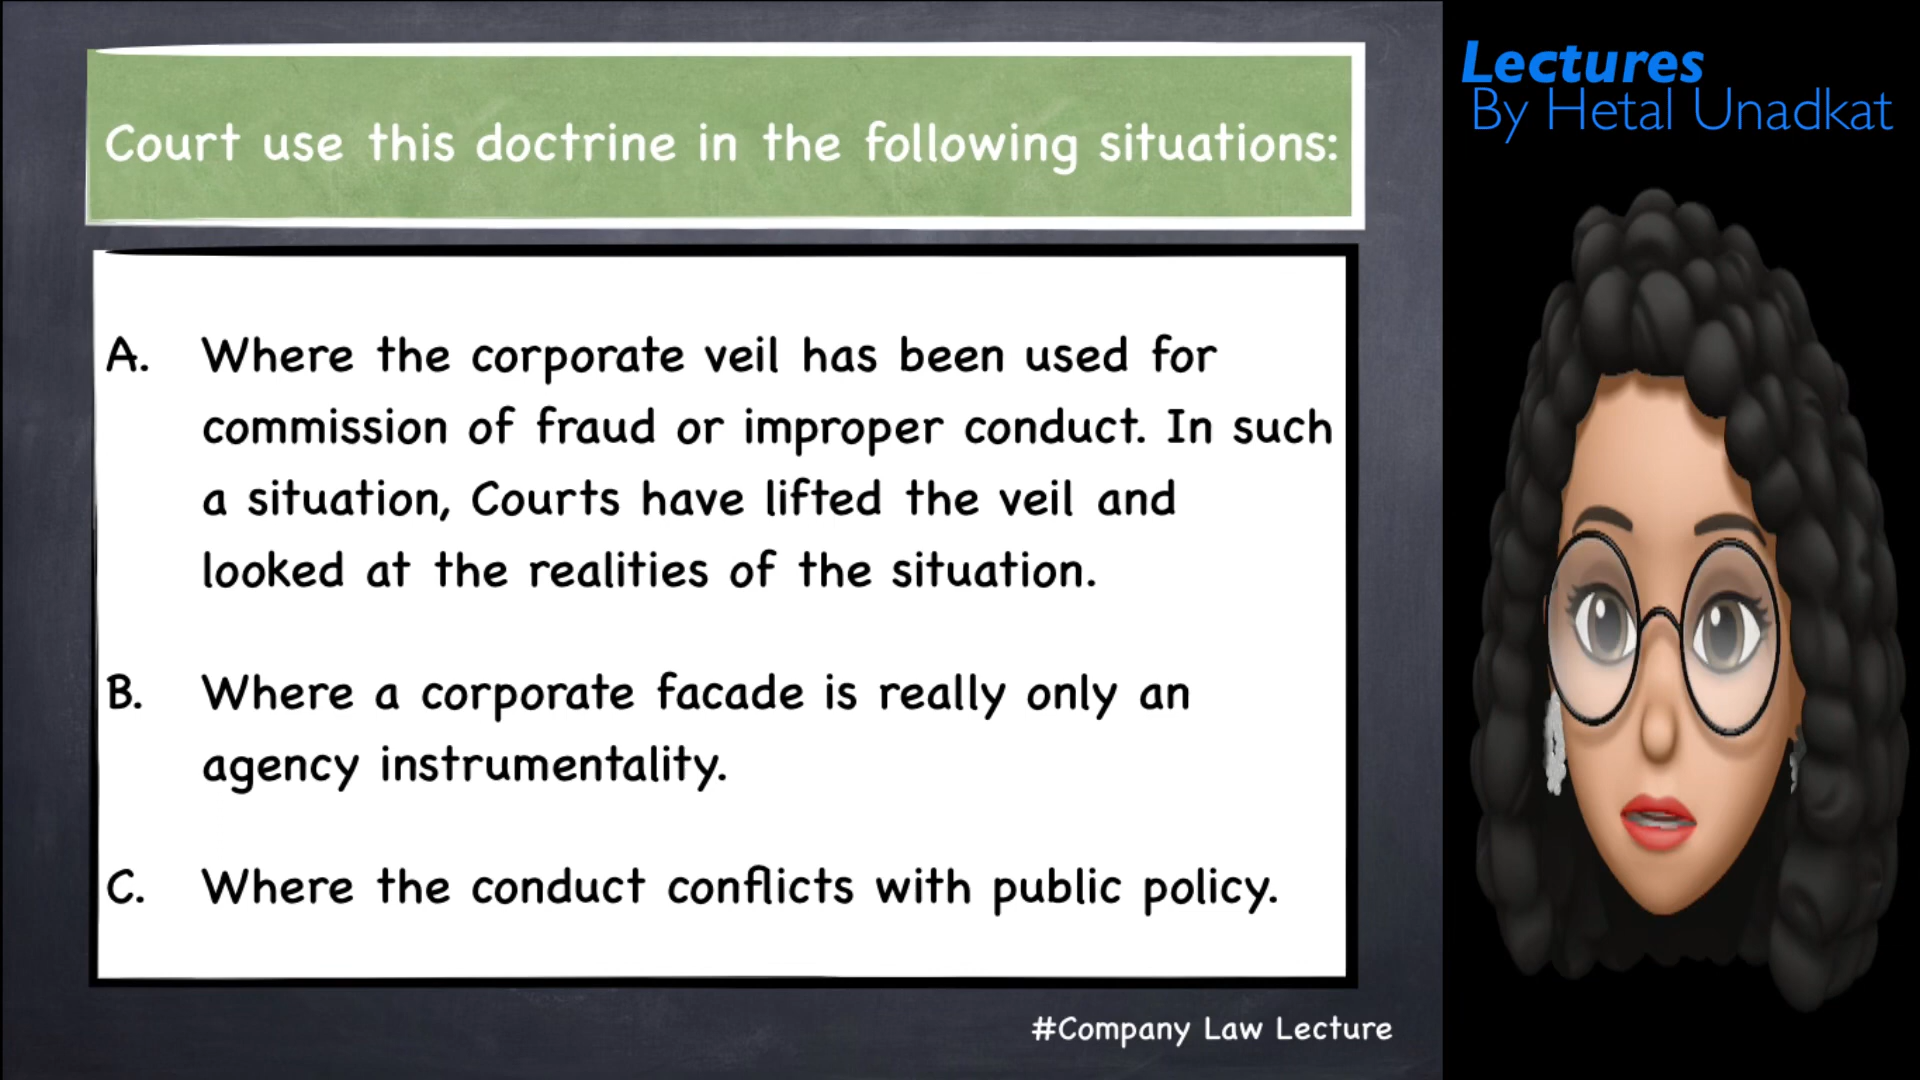 Court use this doctrine in the following situations:
A. Where the corporate veil has been used for
commission of fraud or improper conduct. In such
a situation, Courts have lifted the veil and
looked at the realities of the situation.
B. Where a corporate facade is really only an
agency instrumentality.
C. Where the conduct conflicts with public policy.
#Company Law Lecture
Lectures
By Hetal Unadkat